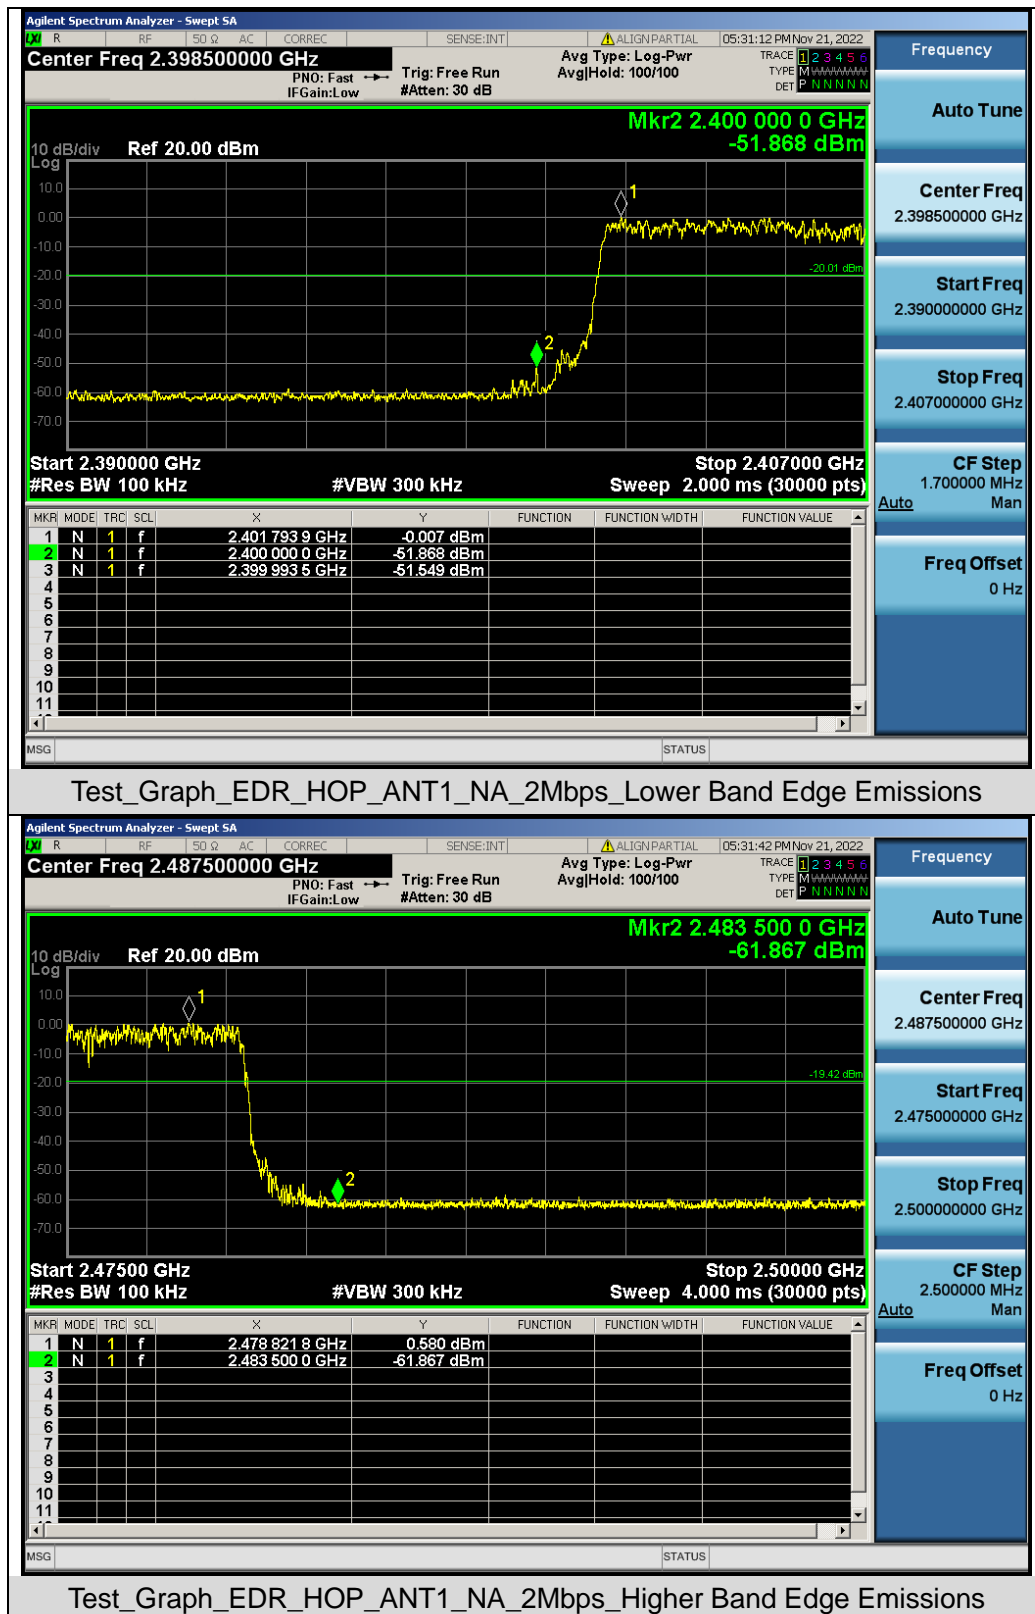 Agilent Spectrum Analyzer - Swept SA
LXI R RF 50 Ω AC CORREC SENSE:INT ALIGN PARTIAL 05:31:12 PM Nov 21, 2022
Center Freq 2.398500000 GHz
PNO: Fast
IFGain:Low
Trig: Free Run
#Atten: 30 dB
Avg Type: Log-Pwr
Avg|Hold: 100/100
TRACE 1 2 3 4 5 6
TYPE M
DET P N N N N N
Mkr2 2.400 000 0 GHz
-51.868 dBm
10 dB/div
Log
Ref 20.00 dBm
10.0
0.00
-10.0
-20.0
-30.0
-40.0
-50.0
-60.0
-70.0
1
2
-20.01 dBm
Start 2.390000 GHz
Stop 2.407000 GHz
#Res BW 100 kHz
#VBW 300 kHz
Sweep 2.000 ms (30000 pts)
MKR MODE TRC SCL X Y FUNCTION FUNCTION WIDTH FUNCTION VALUE
1 N 1 f 2.401 793 9 GHz -0.007 dBm
2 N 1 f 2.400 000 0 GHz -51.868 dBm
3 N 1 f 2.399 993 5 GHz -51.549 dBm
4
5
6
7
8
9
10
11
MSG
STATUS
Frequency
Auto Tune
Center Freq
2.398500000 GHz
Start Freq
2.390000000 GHz
Stop Freq
2.407000000 GHz
CF Step
1.700000 MHz
Auto Man
Freq Offset
0 Hz
Test_Graph_EDR_HOP_ANT1_NA_2Mbps_Lower Band Edge Emissions
Agilent Spectrum Analyzer - Swept SA
LXI R RF 50 Ω AC CORREC SENSE:INT ALIGN PARTIAL 05:31:42 PM Nov 21, 2022
Center Freq 2.487500000 GHz
PNO: Fast
IFGain:Low
Trig: Free Run
#Atten: 30 dB
Avg Type: Log-Pwr
Avg|Hold: 100/100
TRACE 1 2 3 4 5 6
TYPE M
DET P N N N N N
Mkr2 2.483 500 0 GHz
-61.867 dBm
10 dB/div
Log
Ref 20.00 dBm
10.0
0.00
-10.0
-20.0
-30.0
-40.0
-50.0
-60.0
-70.0
1
2
-19.42 dBm
Start 2.47500 GHz
Stop 2.50000 GHz
#Res BW 100 kHz
#VBW 300 kHz
Sweep 4.000 ms (30000 pts)
MKR MODE TRC SCL X Y FUNCTION FUNCTION WIDTH FUNCTION VALUE
1 N 1 f 2.478 821 8 GHz 0.580 dBm
2 N 1 f 2.483 500 0 GHz -61.867 dBm
3
4
5
6
7
8
9
10
11
MSG
STATUS
Frequency
Auto Tune
Center Freq
2.487500000 GHz
Start Freq
2.475000000 GHz
Stop Freq
2.500000000 GHz
CF Step
2.500000 MHz
Auto Man
Freq Offset
0 Hz
Test_Graph_EDR_HOP_ANT1_NA_2Mbps_Higher Band Edge Emissions